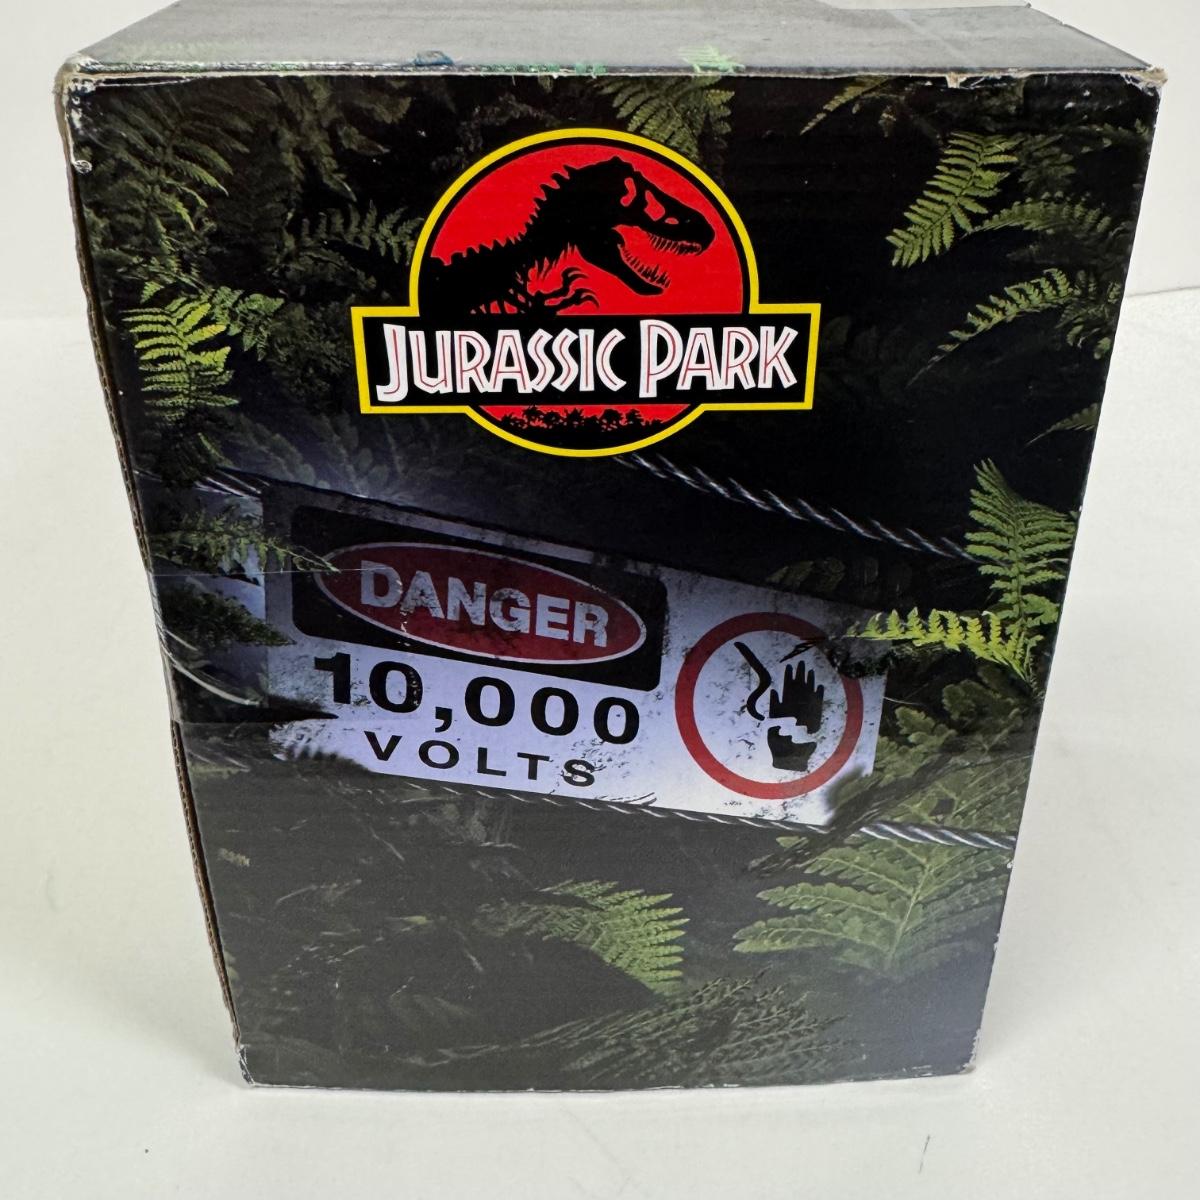 JURASSIC PARK
DANGER
10,000
VOLTS